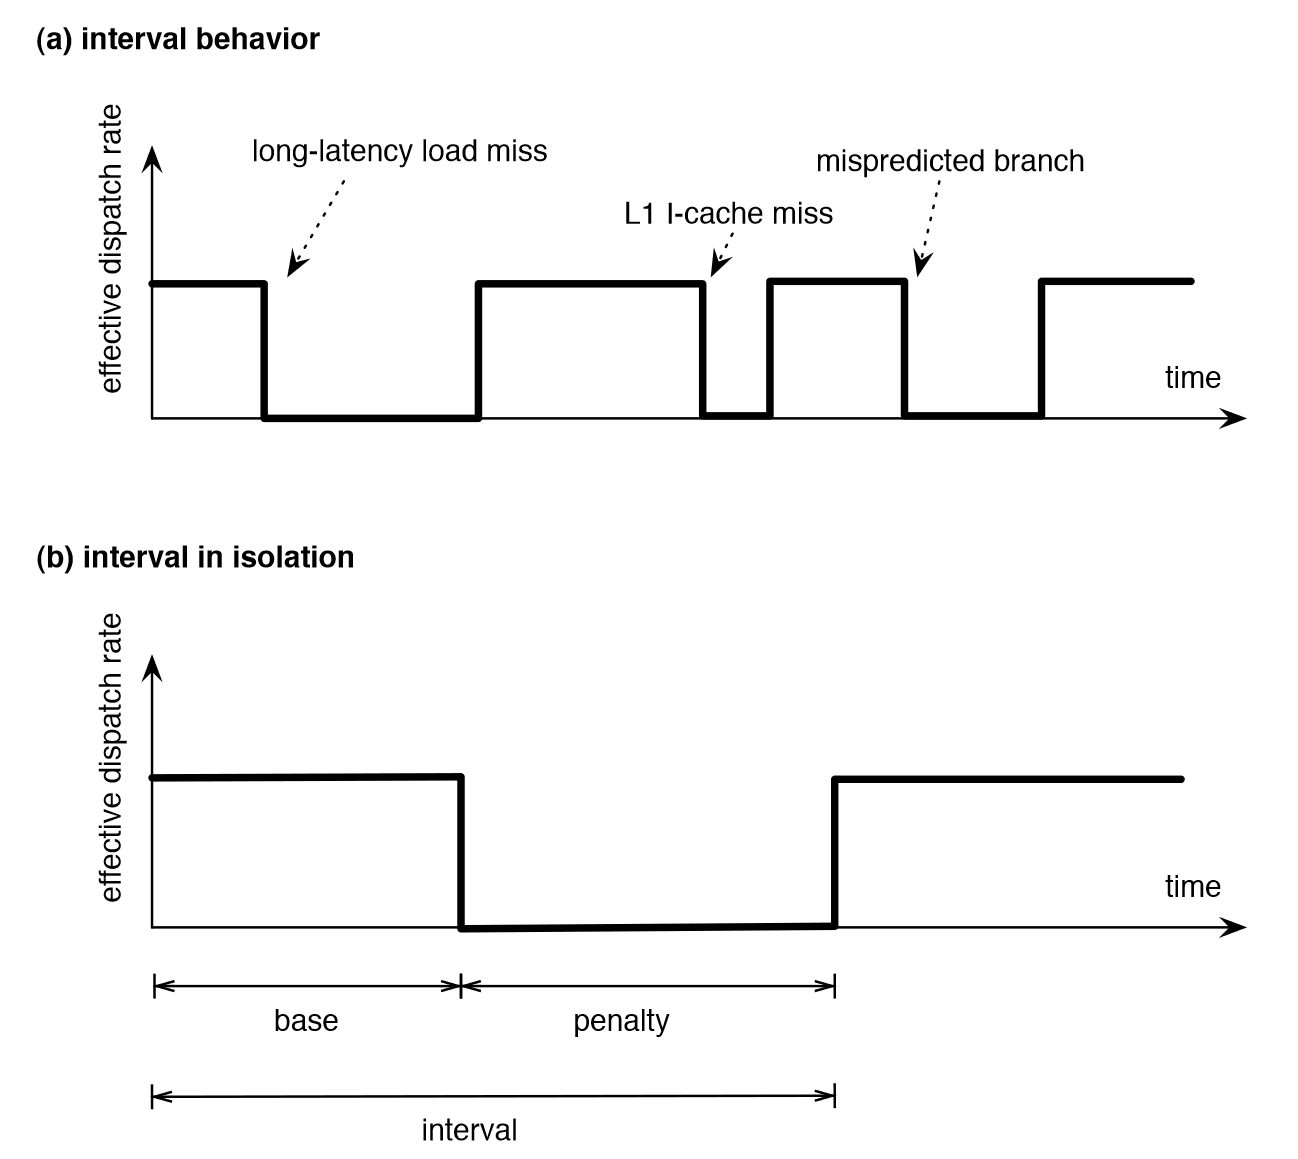 (a) interval behavior
effective dispatch rate
long-latency load miss
mispredicted branch
L1 I-cache miss
time
(b) interval in isolation
effective dispatch rate
time
base
penalty
interval